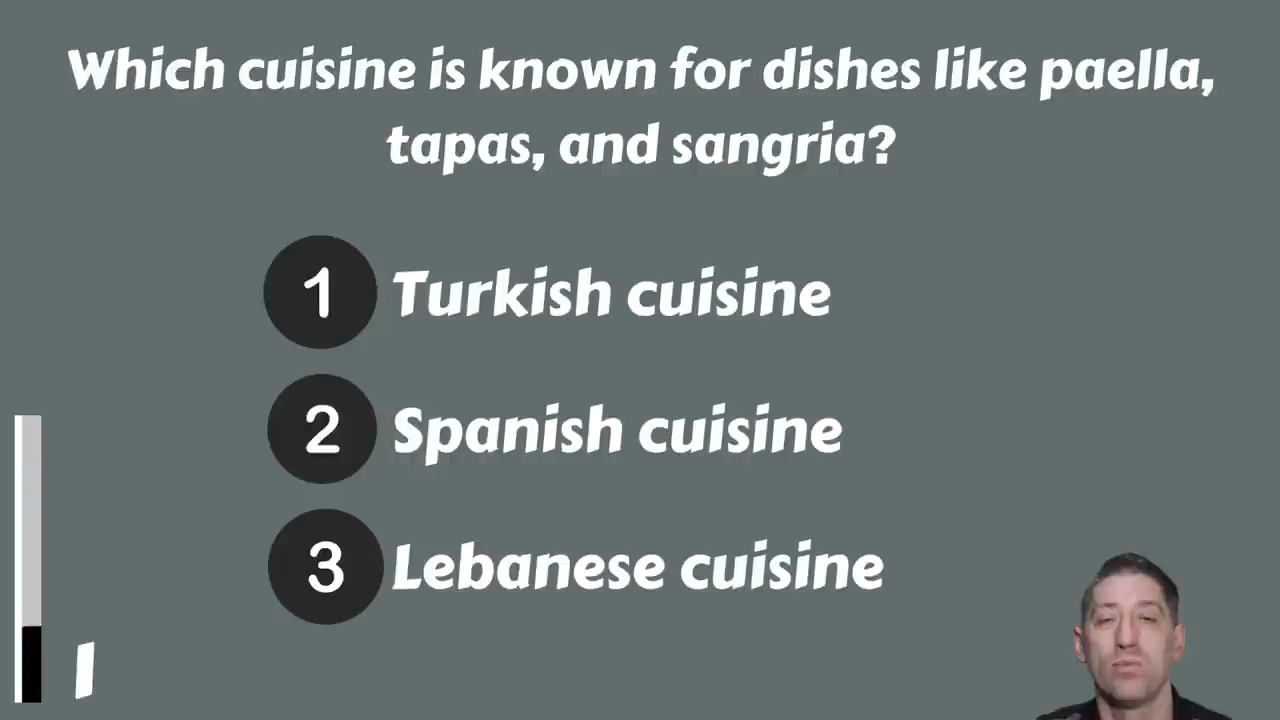 Which cuisine is known for dishes like paella,
tapas, and sangria?
1 Turkish cuisine
2 Spanish cuisine
3 Lebanese cuisine
1